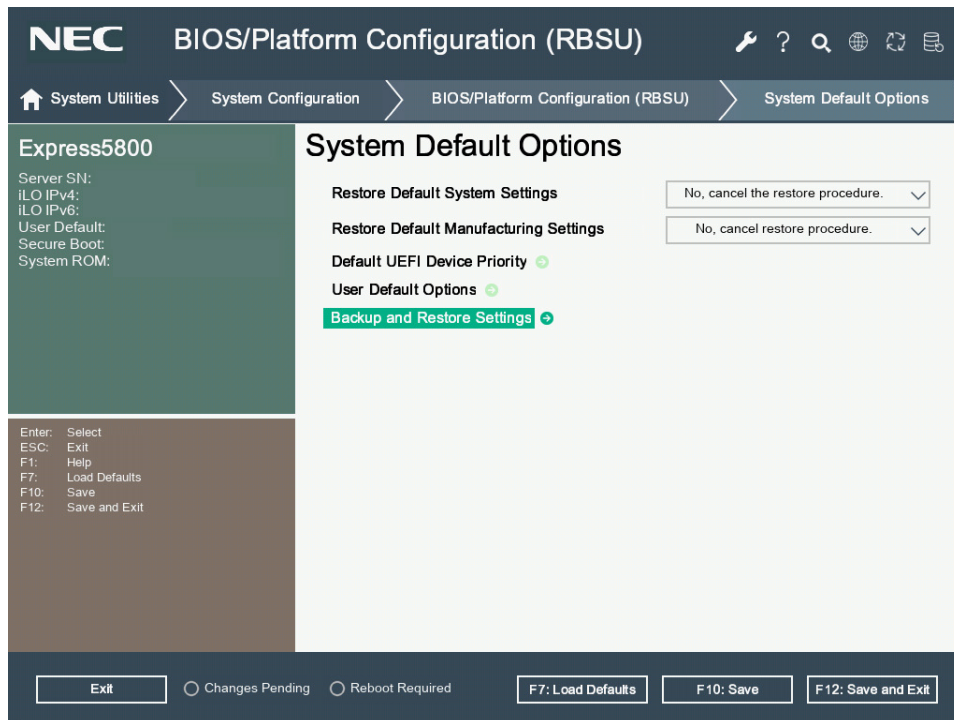 NEC BIOS/Platform Configuration (RBSU)
System Utilities System Configuration BIOS/Platform Configuration (RBSU) System Default Options
Express5800
Server SN:
iLO IPv4:
iLO IPv6:
User Default:
Secure Boot:
System ROM:
System Default Options
Restore Default System Settings No, cancel the restore procedure.
Restore Default Manufacturing Settings No, cancel restore procedure.
Default UEFI Device Priority
User Default Options
Backup and Restore Settings
Enter: Select
ESC: Exit
F1: Help
F7: Load Defaults
F10: Save
F12: Save and Exit
Exit Changes Pending Reboot Required F7: Load Defaults F10: Save F12: Save and Exit